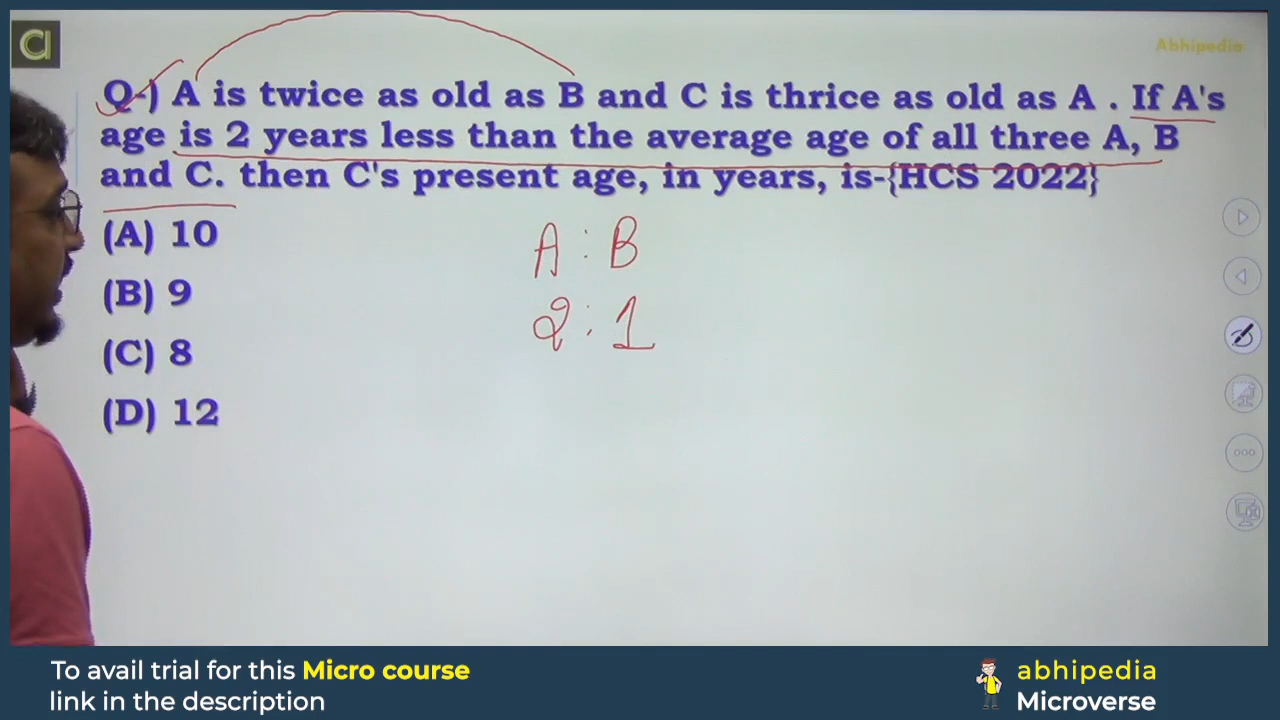 Abhipedia
Q-) A is twice as old as B and C is thrice as old as A . If A's
age is 2 years less than the average age of all three A, B
and C. then C's present age, in years, is-{HCS 2022}
(A) 10
(B) 9
(C) 8
(D) 12
A : B
2 : 1
To avail trial for this Micro course
link in the description
abhipedia
Microverse